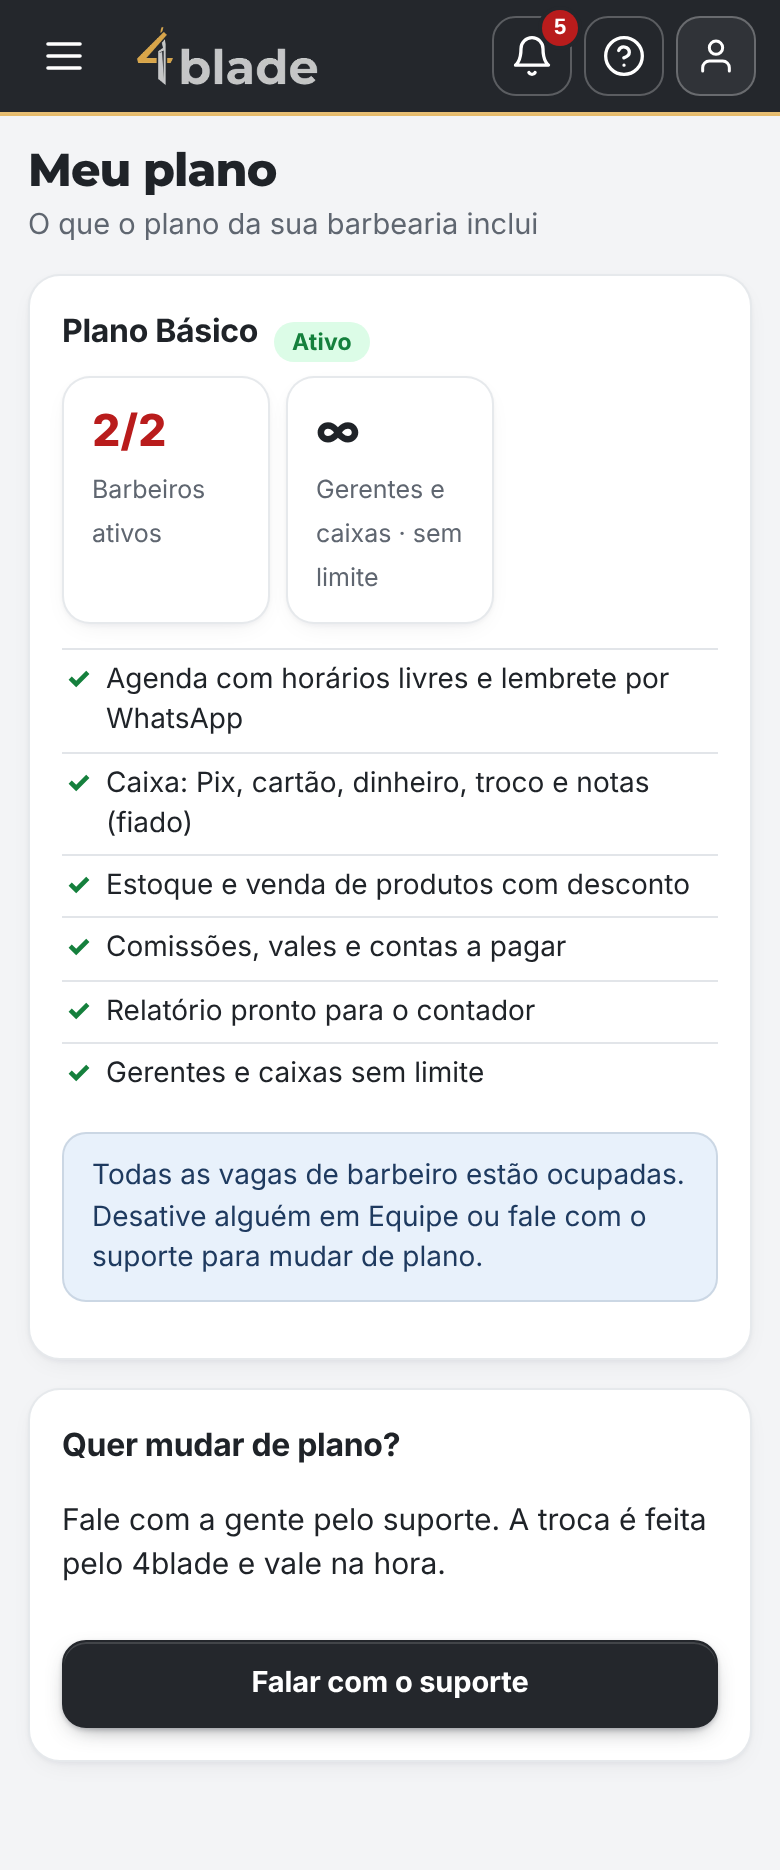 4blade
5
Meu plano
O que o plano da sua barbearia inclui
Plano Básico
Ativo
2/2
Barbeiros
ativos
∞
Gerentes e
caixas · sem
limite
Agenda com horários livres e lembrete por
WhatsApp
Caixa: Pix, cartão, dinheiro, troco e notas
(fiado)
Estoque e venda de produtos com desconto
Comissões, vales e contas a pagar
Relatório pronto para o contador
Gerentes e caixas sem limite
Todas as vagas de barbeiro estão ocupadas.
Desative alguém em Equipe ou fale com o
suporte para mudar de plano.
Quer mudar de plano?
Fale com a gente pelo suporte. A troca é feita
pelo 4blade e vale na hora.
Falar com o suporte